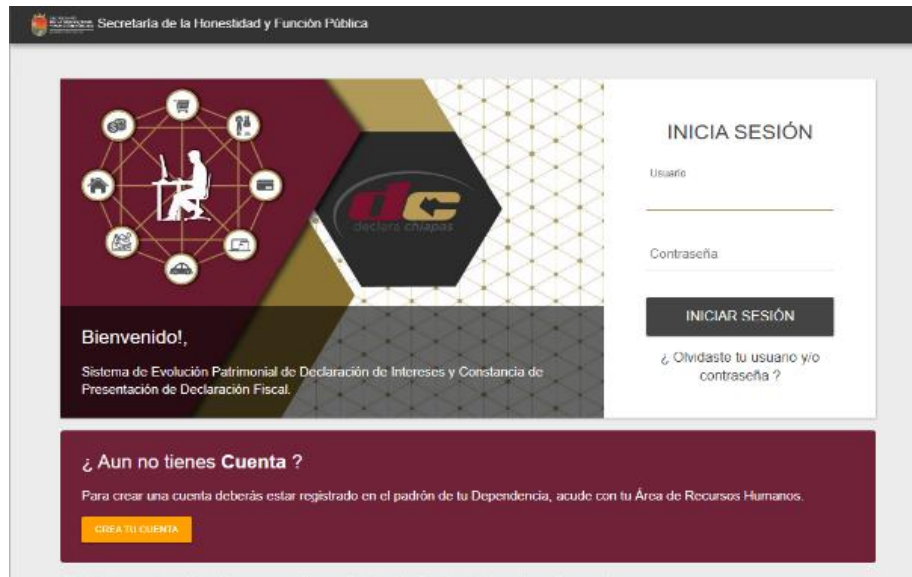 Secretaría de la Honestidad y Función Pública
declara chiapas
Bienvenido!,
Sistema de Evolución Patrimonial de Declaración de Intereses y Constancia de
Presentación de Declaración Fiscal.
INICIA SESIÓN
Usuario
Contraseña
INICIAR SESIÓN
¿ Olvidaste tu usuario y/o
contraseña ?
¿ Aun no tienes Cuenta ?
Para crear una cuenta deberás estar registrado en el padrón de tu Dependencia, acude con tu Área de Recursos Humanos.
CREA TU CUENTA